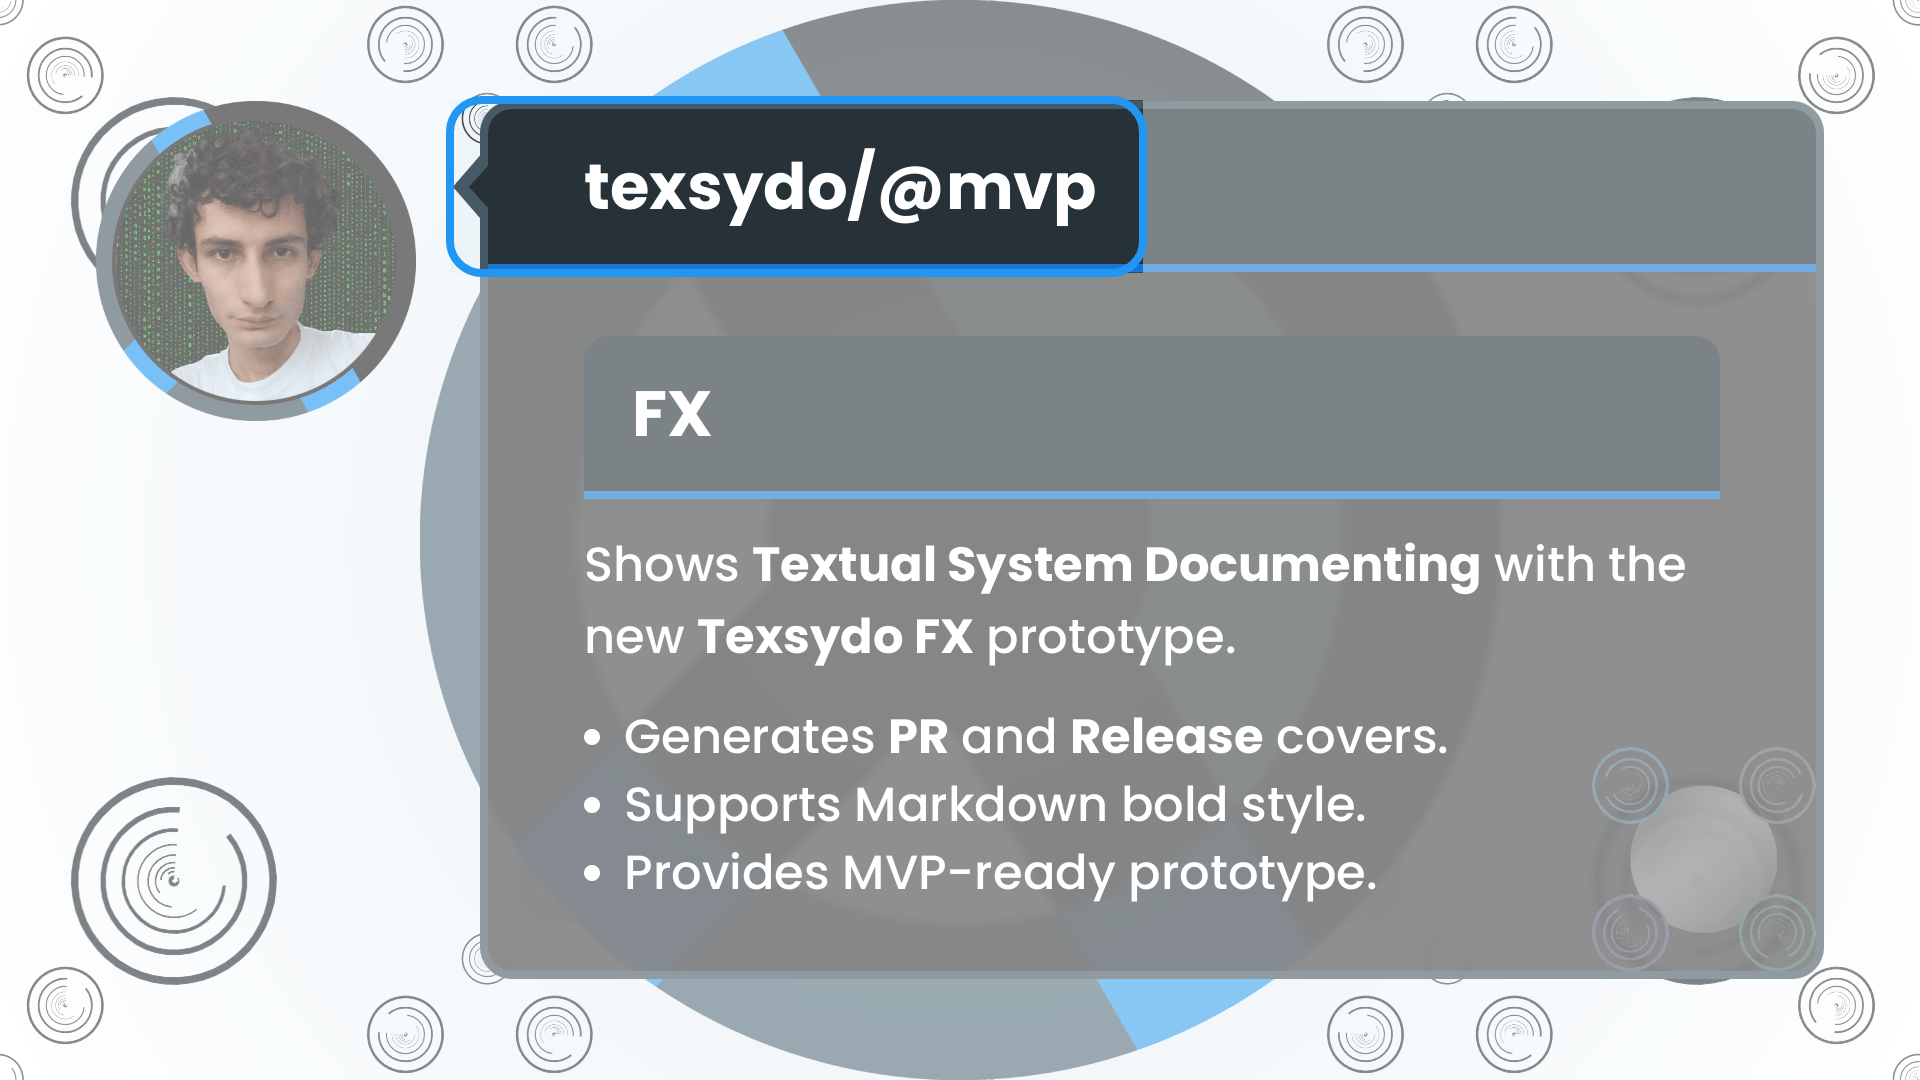 texsydo/@mvp
FX
Shows Textual System Documenting with the
new Texsydo FX prototype.
• Generates PR and Release covers.
• Supports Markdown bold style.
• Provides MVP-ready prototype.